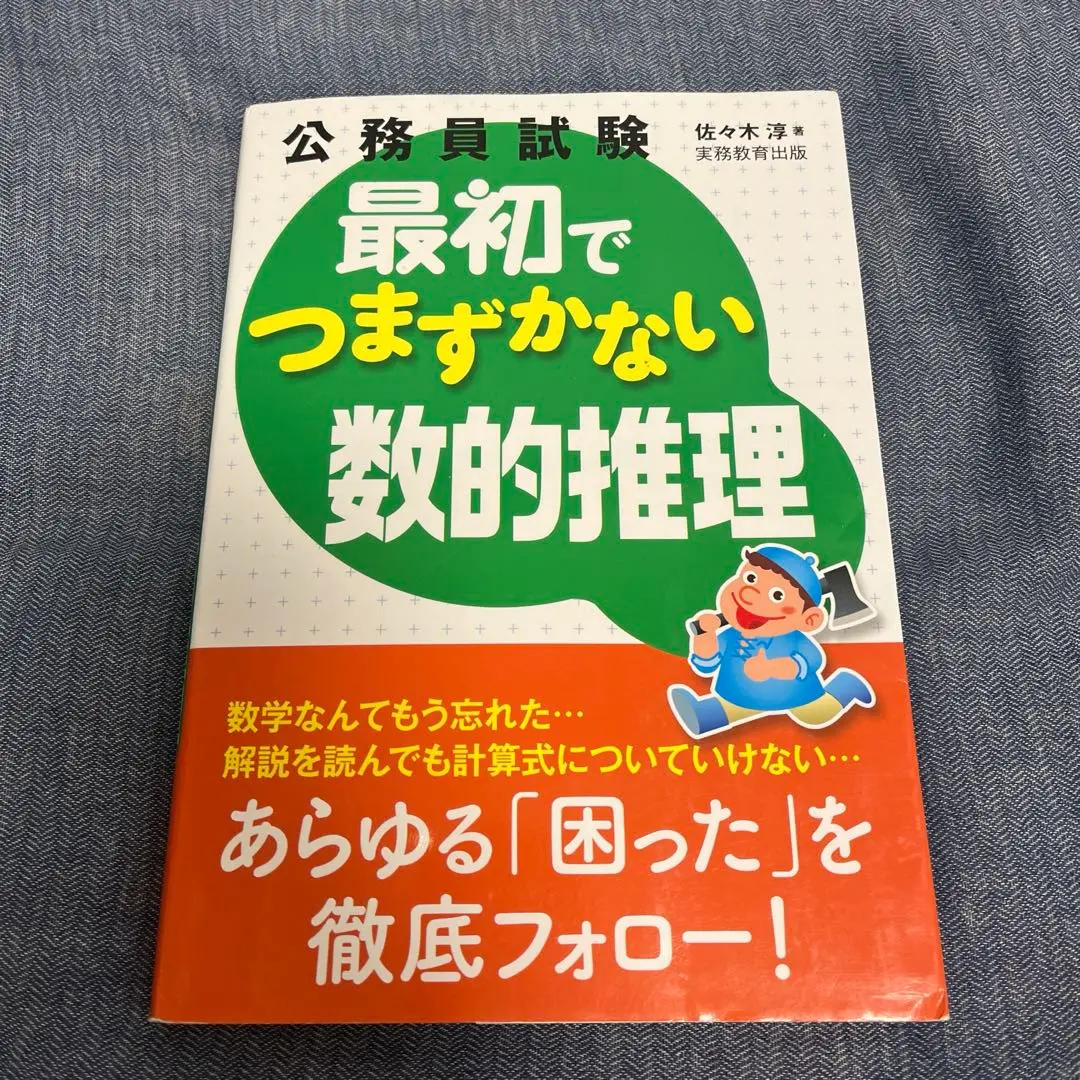 公務員試験
佐々木 淳 著
実務教育出版
最初で
つまずかない
数的推理
数学なんてもう忘れた…
解説を読んでも計算式についていけない…
あらゆる「困った」を
徹底フォロー！